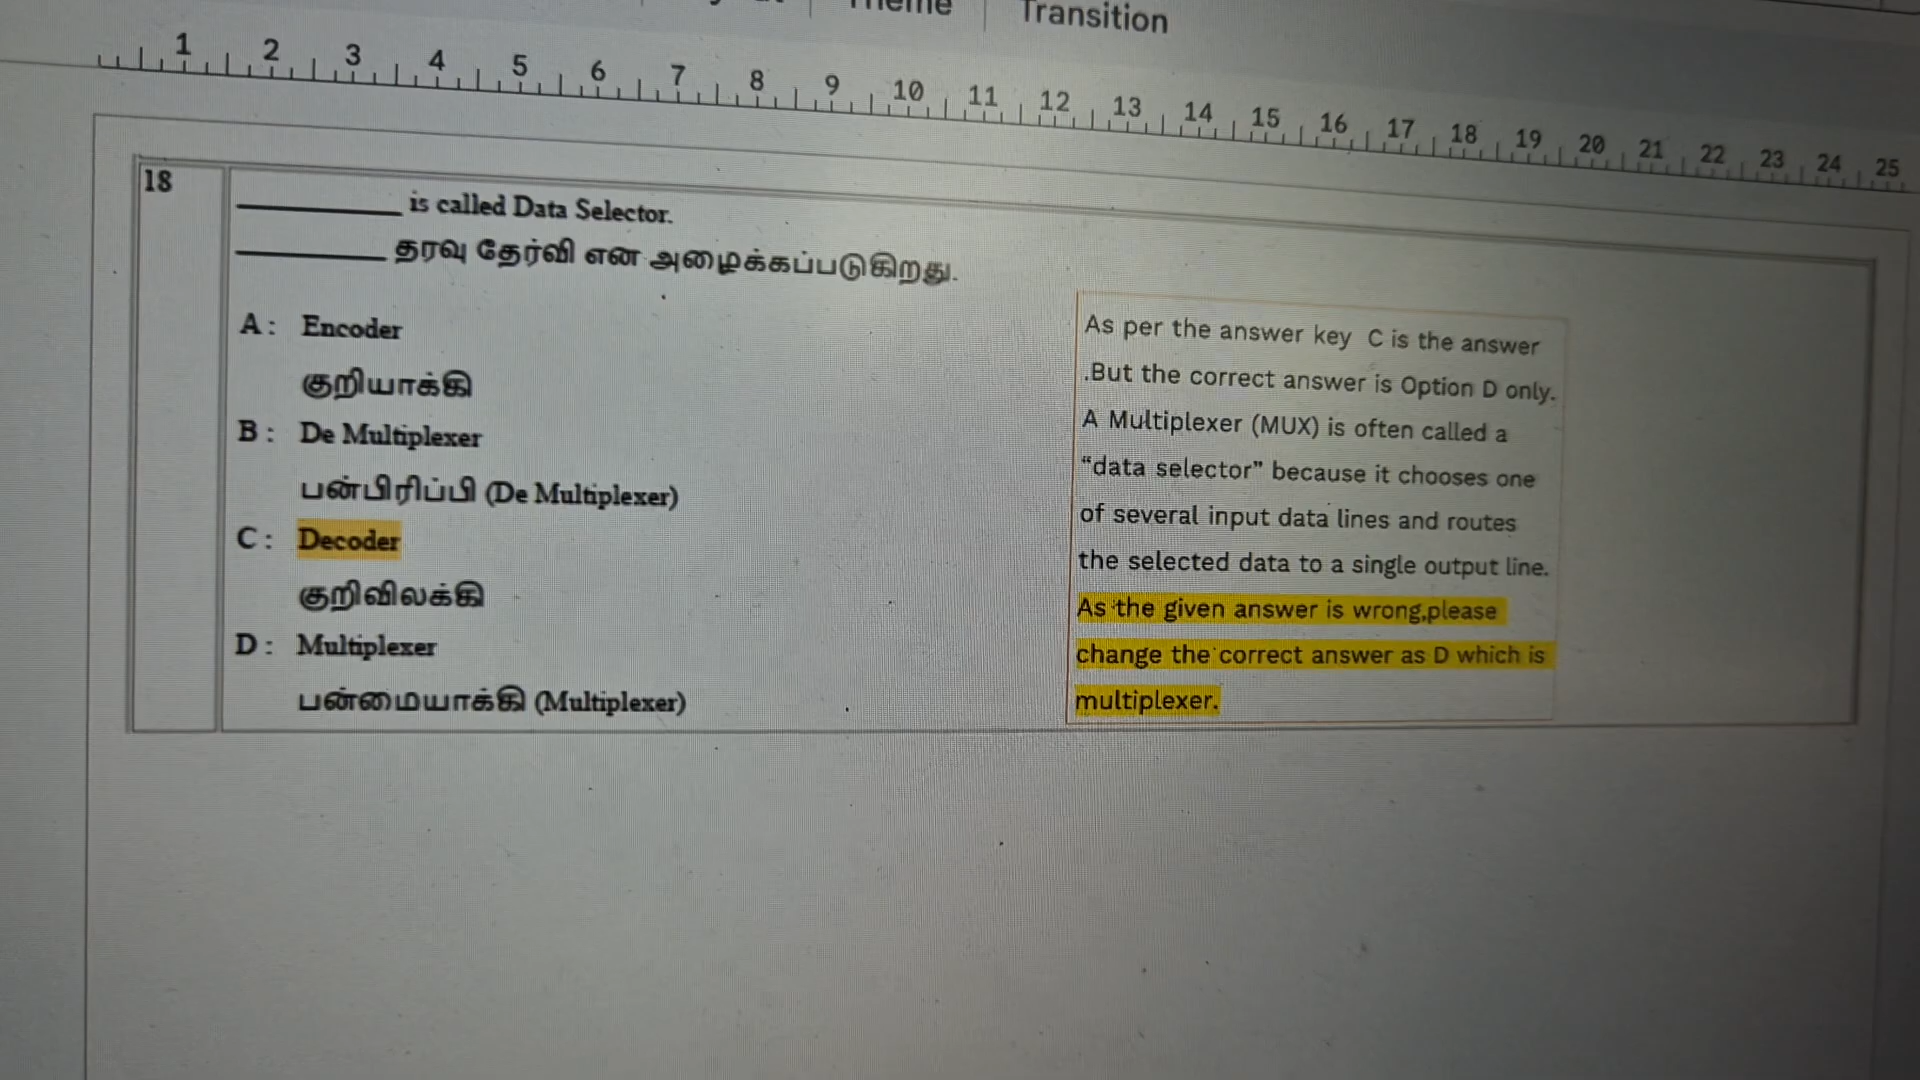 Transition
1 2 3 4 5 6 7 8 9 10 11 12 13 14 15 16 17 18 19 20 21 22 23 24 25
18
________ is called Data Selector.
________ தரவு தேர்வி என அழைக்கப்படுகிறது.
A : Encoder
குறியாக்கி
B : De Multiplexer
பன்பிரிப்பி (De Multiplexer)
C : Decoder
குறிவிலக்கி
D : Multiplexer
பன்மையாக்கி (Multiplexer)
As per the answer key C is the answer
.But the correct answer is Option D only.
A Multiplexer (MUX) is often called a
“data selector” because it chooses one
of several input data lines and routes
the selected data to a single output line.
As the given answer is wrong,please
change the correct answer as D which is
multiplexer.